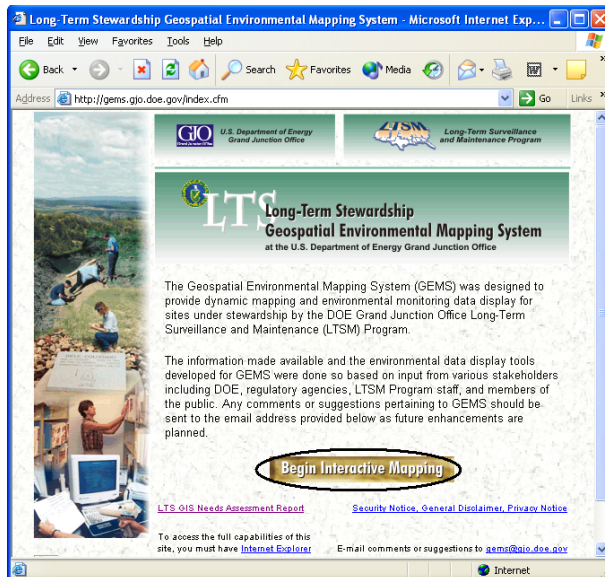 Long-Term Stewardship Geospatial Environmental Mapping System - Microsoft Internet Exp...
File Edit View Favorites Tools Help
Back Search Favorites Media
Address http://gems.gjo.doe.gov/index.cfm Go Links
GJO U.S. Department of Energy
Grand Junction Office
LTSM Long-Term Surveillance
and Maintenance Program
LTS Long-Term Stewardship
Geospatial Environmental Mapping System
at the U.S. Department of Energy Grand Junction Office
The Geospatial Environmental Mapping System (GEMS) was designed to
provide dynamic mapping and environmental monitoring data display for
sites under stewardship by the DOE Grand Junction Office Long-Term
Surveillance and Maintenance (LTSM) Program.
The information made available and the environmental data display tools
developed for GEMS were done so based on input from various stakeholders
including DOE, regulatory agencies, LTSM Program staff, and members of
the public. Any comments or suggestions pertaining to GEMS should be
sent to the email address provided below as future enhancements are
planned.
Begin Interactive Mapping
LTS GIS Needs Assessment Report Security Notice, General Disclaimer, Privacy Notice
To access the full capabilities of this
site, you must have Internet Explorer E-mail comments or suggestions to gems@gjo.doe.gov
Internet